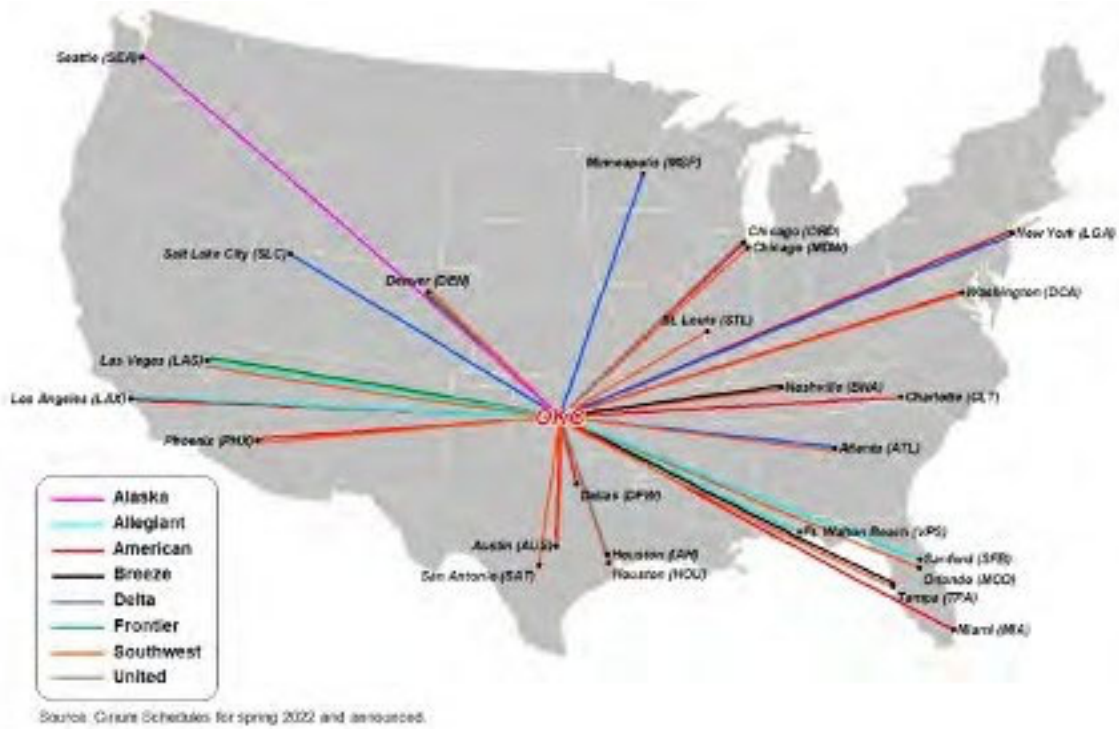 Seattle (SEA)
Minneapolis (MSP)
Chicago (ORD)
Chicago (MDW)
New York (LGA)
Salt Lake City (SLC)
Denver (DEN)
Washington (DCA)
St. Louis (STL)
Las Vegas (LAS)
Nashville (BNA)
Los Angeles (LAX)
Charlotte (CLT)
OKC
Phoenix (PHX)
Atlanta (ATL)
Dallas (DFW)
Ft. Walton Beach (VPS)
Austin (AUS)
Houston (IAH)
Sanford (SFB)
San Antonio (SAT)
Houston (HOU)
Orlando (MCO)
Tampa (TPA)
Miami (MIA)
Alaska
Allegiant
American
Breeze
Delta
Frontier
Southwest
United
Source: Cirium Schedules for spring 2022 and announced.